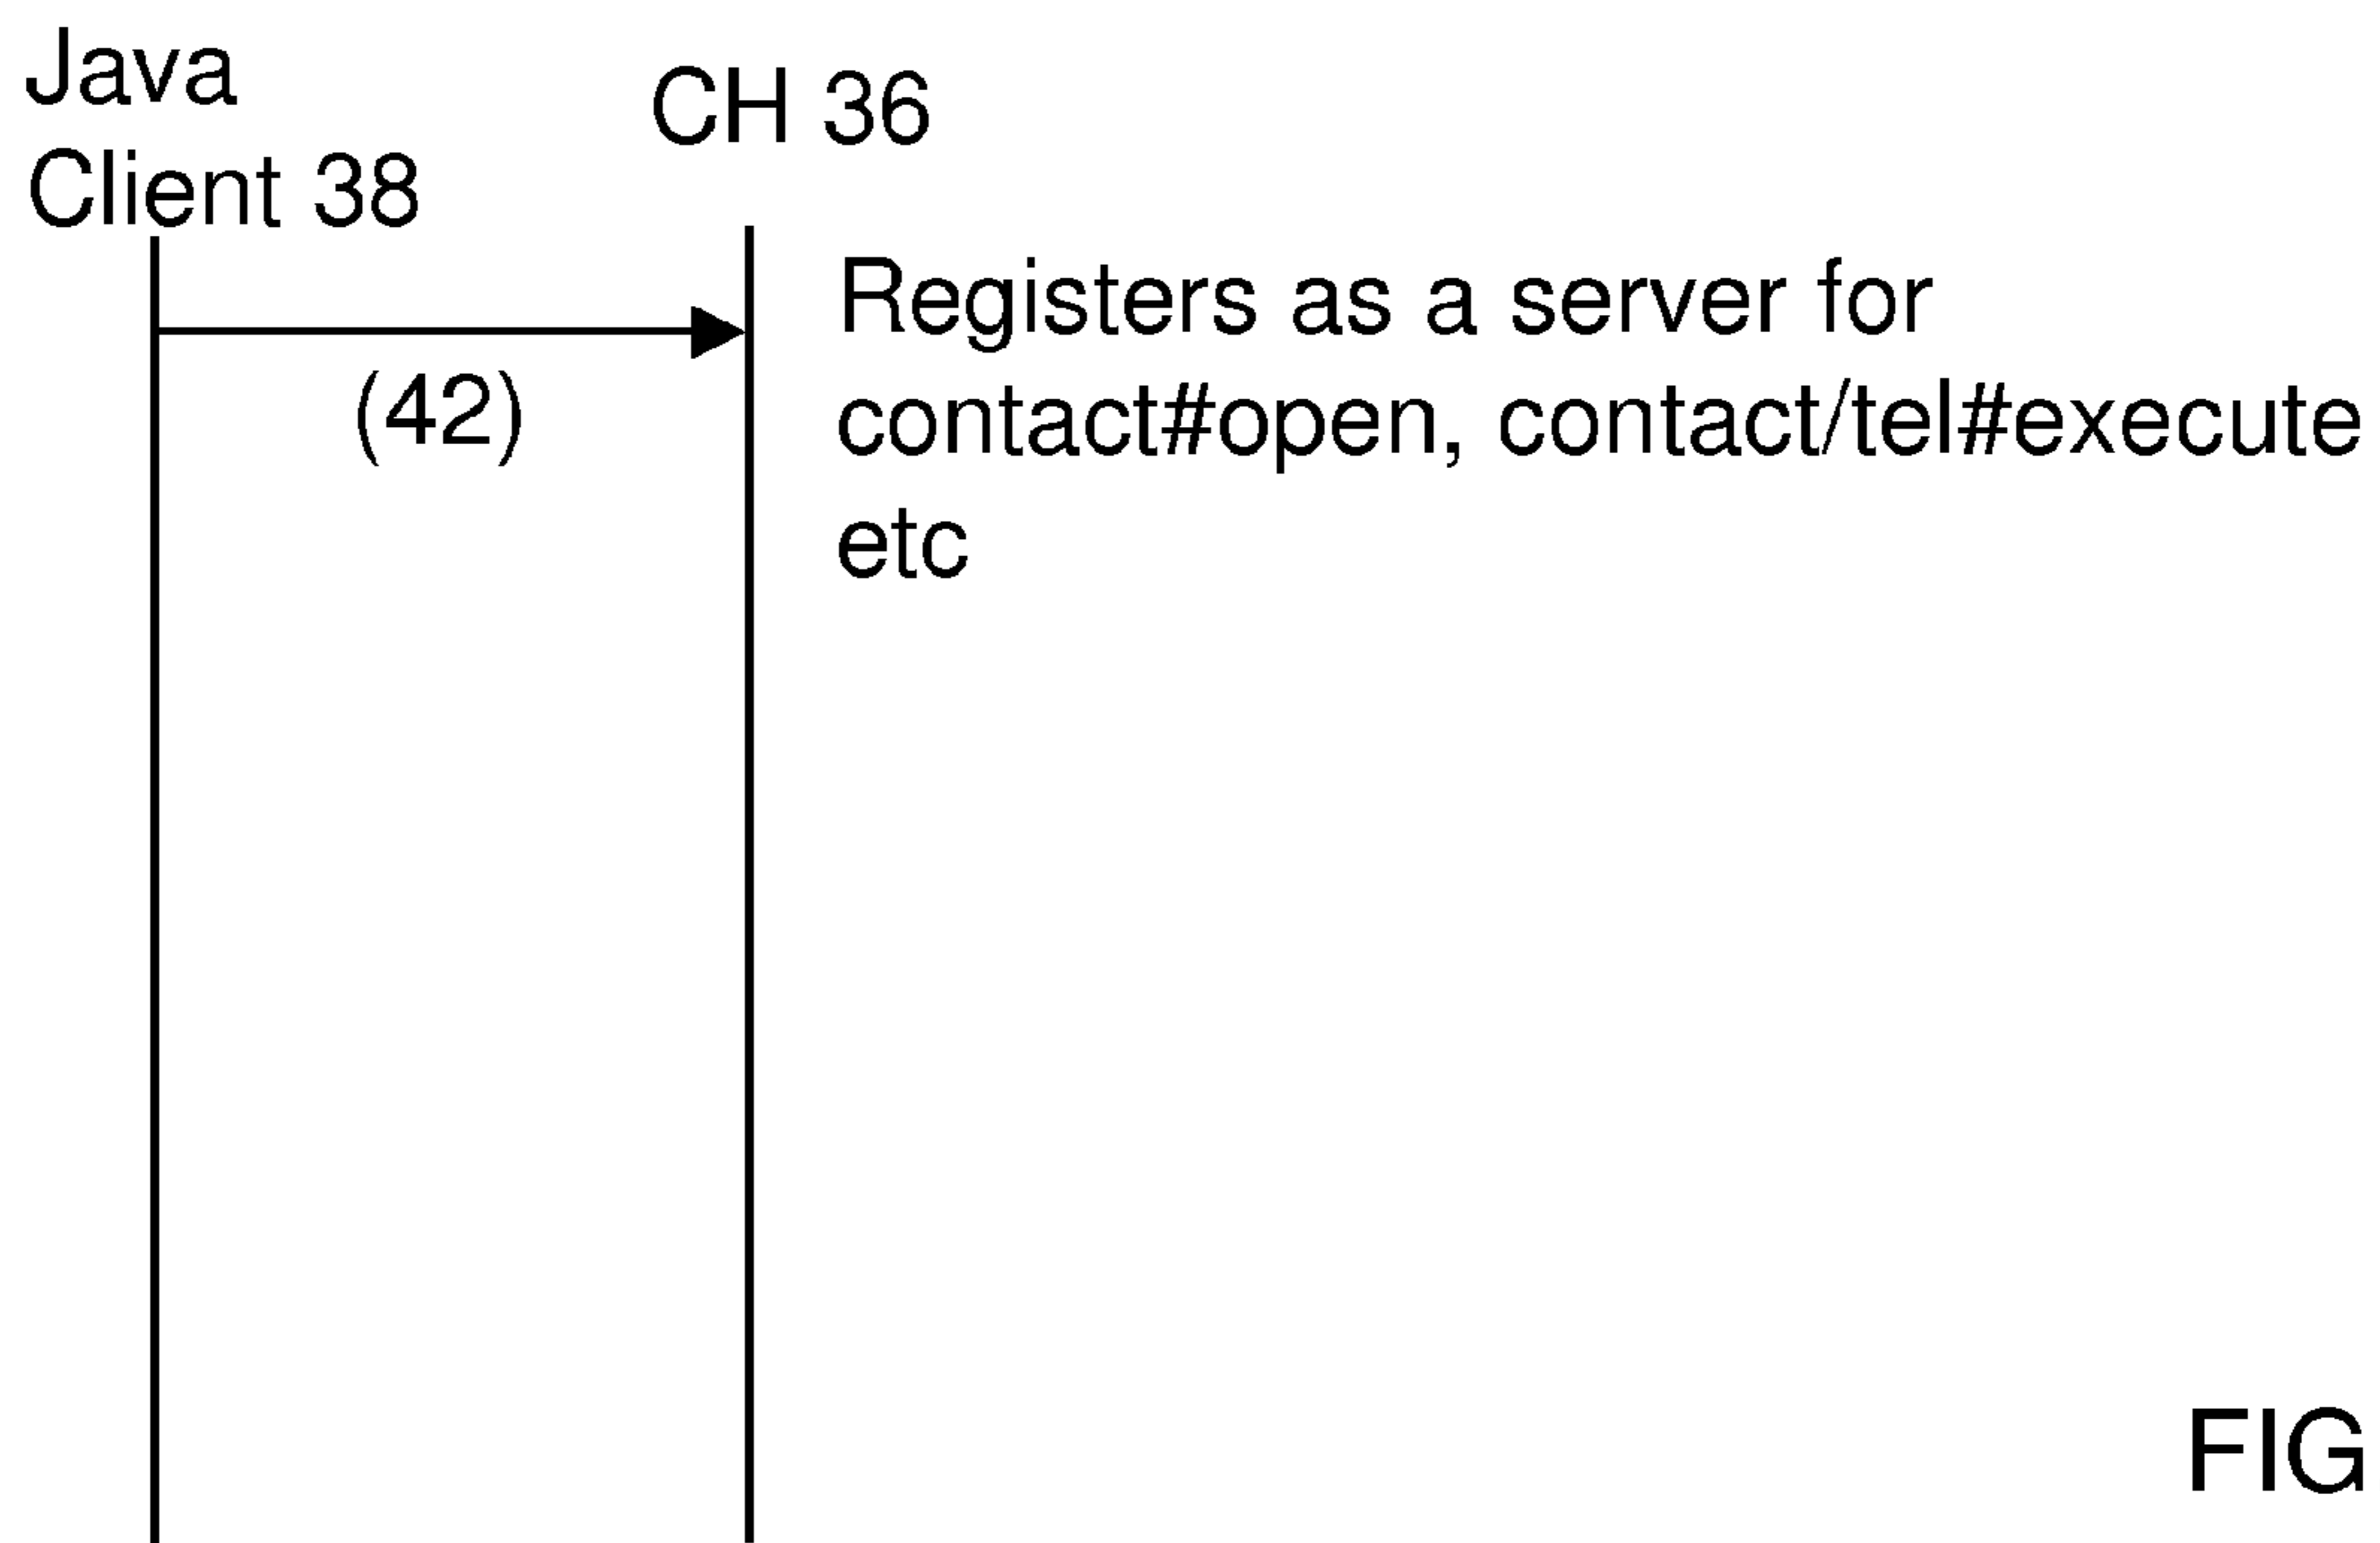 Java
Client 38
CH 36
Registers as a server for
(42)
contact#open, contact/tel#execute
etc
FIG